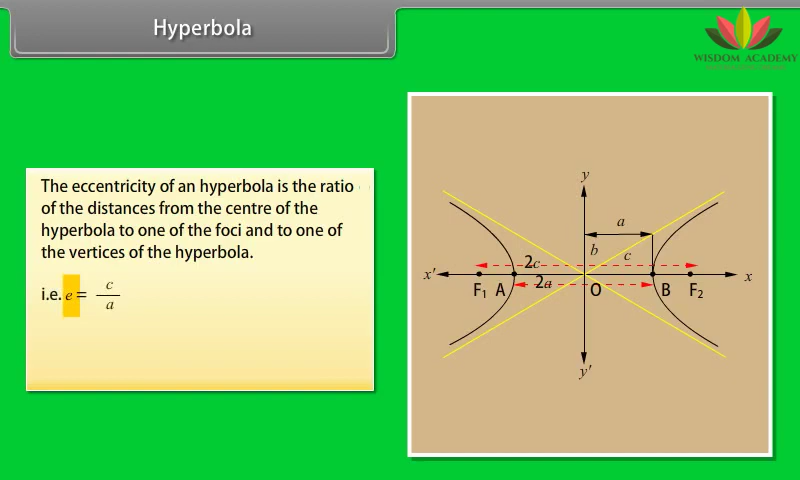 Hyperbola
WISDOM ACADEMY
The eccentricity of an hyperbola is the ratio
of the distances from the centre of the
hyperbola to one of the foci and to one of
the vertices of the hyperbola.
i.e. e = c/a
y
a
b
c
2c
x′
x
2a
F₁ A O B F₂
y′